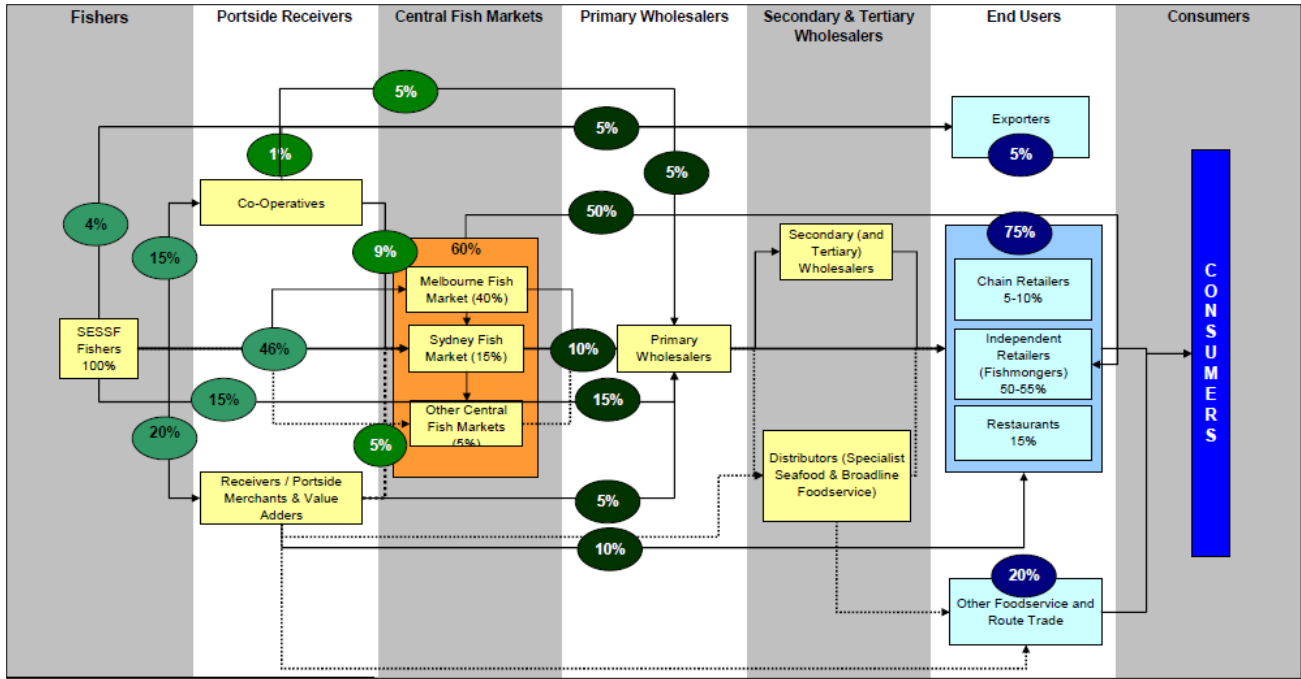 Fishers
Portside Receivers
Central Fish Markets
Primary Wholesalers
Secondary & Tertiary
Wholesalers
End Users
Consumers
5%
5%
Exporters
5%
1%
5%
Co-Operatives
4%
15%
50%
75%
9%
60%
Secondary (and
Tertiary)
Wholesalers
Chain Retailers
5-10%
Melbourne Fish
Market (40%)
SESSF
Fishers
100%
46%
Sydney Fish
Market (15%)
10%
Primary
Wholesalers
Independent
Retailers
(Fishmongers)
50-55%
15%
15%
Other Central
Fish Markets
(5%)
Restaurants
15%
20%
5%
Distributors (Specialist
Seafood & Broadline
Foodservice)
Receivers / Portside
Merchants & Value
Adders
5%
10%
20%
Other Foodservice and
Route Trade
CONSUMERS